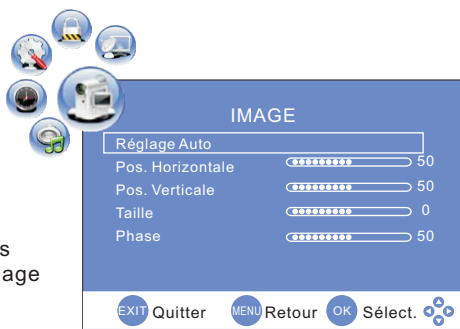 IMAGE
Réglage Auto
Pos. Horizontale 50
Pos. Verticale 50
Taille 0
Phase 50
s
age
EXIT Quitter MENU Retour OK Sélect.